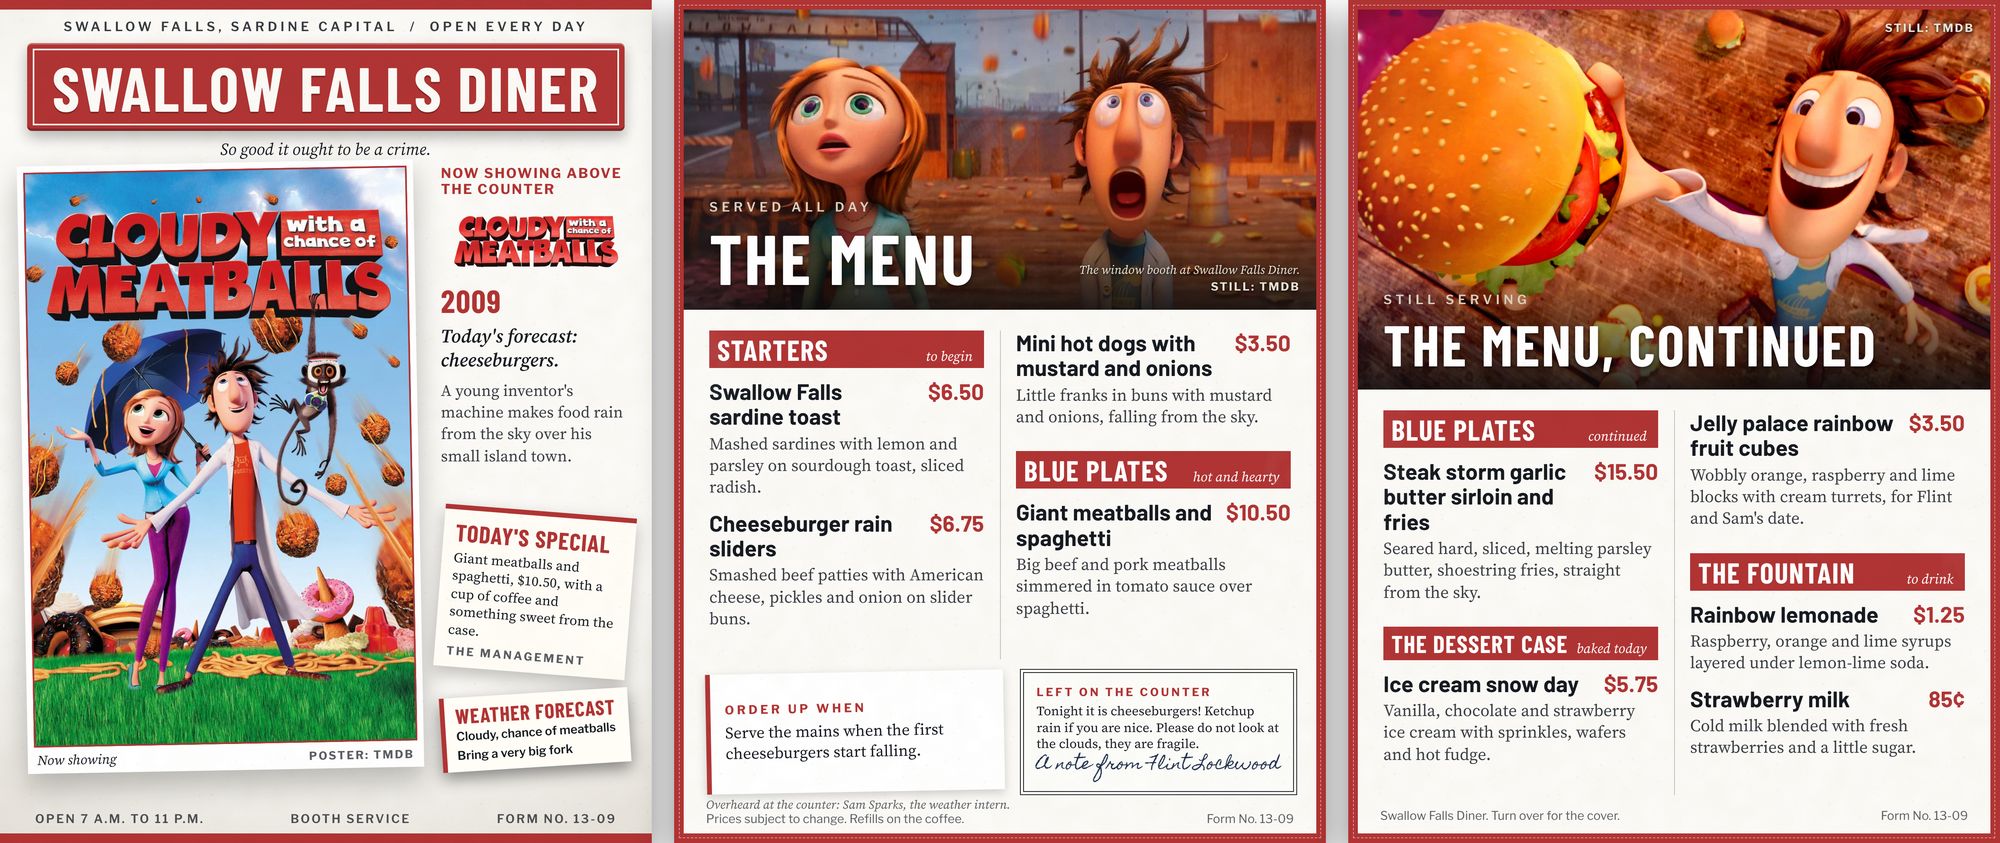 SWALLOW FALLS, SARDINE CAPITAL / OPEN EVERY DAY
SWALLOW FALLS DINER
So good it ought to be a crime.
CLOUDY with a chance of
MEATBALLS
Now showing
POSTER: TMDB
NOW SHOWING ABOVE
THE COUNTER
CLOUDY with a chance of
MEATBALLS
2009
Today's forecast:
cheeseburgers.
A young inventor's
machine makes food rain
from the sky over his
small island town.
TODAY'S SPECIAL
Giant meatballs and
spaghetti, $10.50, with a
cup of coffee and
something sweet from the
case.
THE MANAGEMENT
WEATHER FORECAST
Cloudy, chance of meatballs
Bring a very big fork
OPEN 7 A.M. TO 11 P.M.
BOOTH SERVICE
FORM NO. 13-09
SERVED ALL DAY
THE MENU
The window booth at Swallow Falls Diner.
STILL: TMDB
STARTERS to begin
Swallow Falls $6.50
sardine toast
Mashed sardines with lemon and
parsley on sourdough toast, sliced
radish.
Cheeseburger rain $6.75
sliders
Smashed beef patties with American
cheese, pickles and onion on slider
buns.
Mini hot dogs with $3.50
mustard and onions
Little franks in buns with mustard
and onions, falling from the sky.
BLUE PLATES hot and hearty
Giant meatballs and $10.50
spaghetti
Big beef and pork meatballs
simmered in tomato sauce over
spaghetti.
ORDER UP WHEN
Serve the mains when the first
cheeseburgers start falling.
LEFT ON THE COUNTER
Tonight it is cheeseburgers! Ketchup
rain if you are nice. Please do not look at
the clouds, they are fragile.
A note from Flint Lockwood
Overheard at the counter: Sam Sparks, the weather intern.
Prices subject to change. Refills on the coffee.
Form No. 13-09
STILL: TMDB
STILL SERVING
THE MENU, CONTINUED
BLUE PLATES continued
Steak storm garlic $15.50
butter sirloin and
fries
Seared hard, sliced, melting parsley
butter, shoestring fries, straight
from the sky.
THE DESSERT CASE baked today
Ice cream snow day $5.75
Vanilla, chocolate and strawberry
ice cream with sprinkles, wafers
and hot fudge.
Jelly palace rainbow $3.50
fruit cubes
Wobbly orange, raspberry and lime
blocks with cream turrets, for Flint
and Sam's date.
THE FOUNTAIN to drink
Rainbow lemonade $1.25
Raspberry, orange and lime syrups
layered under lemon-lime soda.
Strawberry milk 85¢
Cold milk blended with fresh
strawberries and a little sugar.
Swallow Falls Diner. Turn over for the cover.
Form No. 13-09